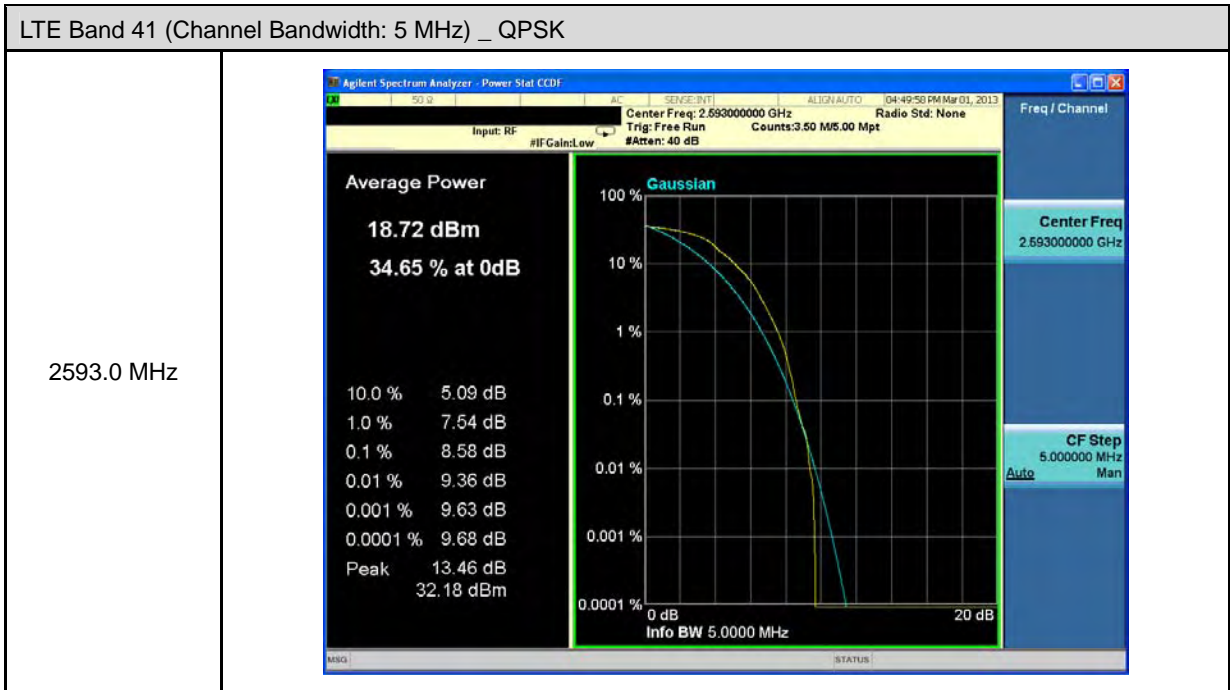 LTE Band 41 (Channel Bandwidth: 5 MHz) _ QPSK
2593.0 MHz
Agilent Spectrum Analyzer - Power Stat CCDF
50 Ω AC SENSE:INT ALIGN AUTO 04:49:58 PM Mar 01, 2013
Center Freq: 2.593000000 GHz Radio Std: None
Input: RF Trig: Free Run Counts:3.50 M/5.00 Mpt
#IFGain:Low #Atten: 40 dB
Freq / Channel
Average Power
18.72 dBm
34.65 % at 0dB
10.0 % 5.09 dB
1.0 % 7.54 dB
0.1 % 8.58 dB
0.01 % 9.36 dB
0.001 % 9.63 dB
0.0001 % 9.68 dB
Peak 13.46 dB
32.18 dBm
Gaussian
100 %
10 %
1 %
0.1 %
0.01 %
0.001 %
0.0001 %
0 dB 20 dB
Info BW 5.0000 MHz
Center Freq
2.593000000 GHz
CF Step
5.000000 MHz
Auto Man
MSG STATUS